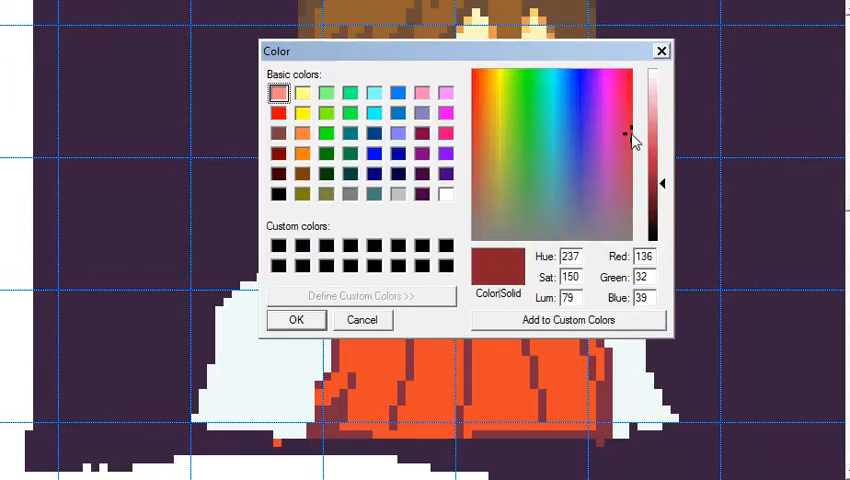 Color
Basic colors:
Custom colors:
Define Custom Colors >>
OK Cancel
Color|Solid
Hue: 237 Red: 136
Sat: 150 Green: 32
Lum: 79 Blue: 39
Add to Custom Colors